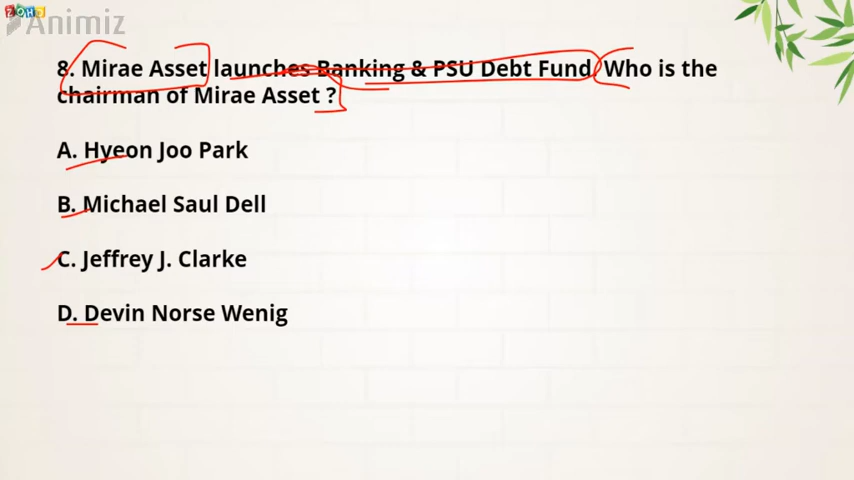 ZOHO
Animiz
8. Mirae Asset launches Banking & PSU Debt Fund. Who is the
chairman of Mirae Asset ?
A. Hyeon Joo Park
B. Michael Saul Dell
C. Jeffrey J. Clarke
D. Devin Norse Wenig